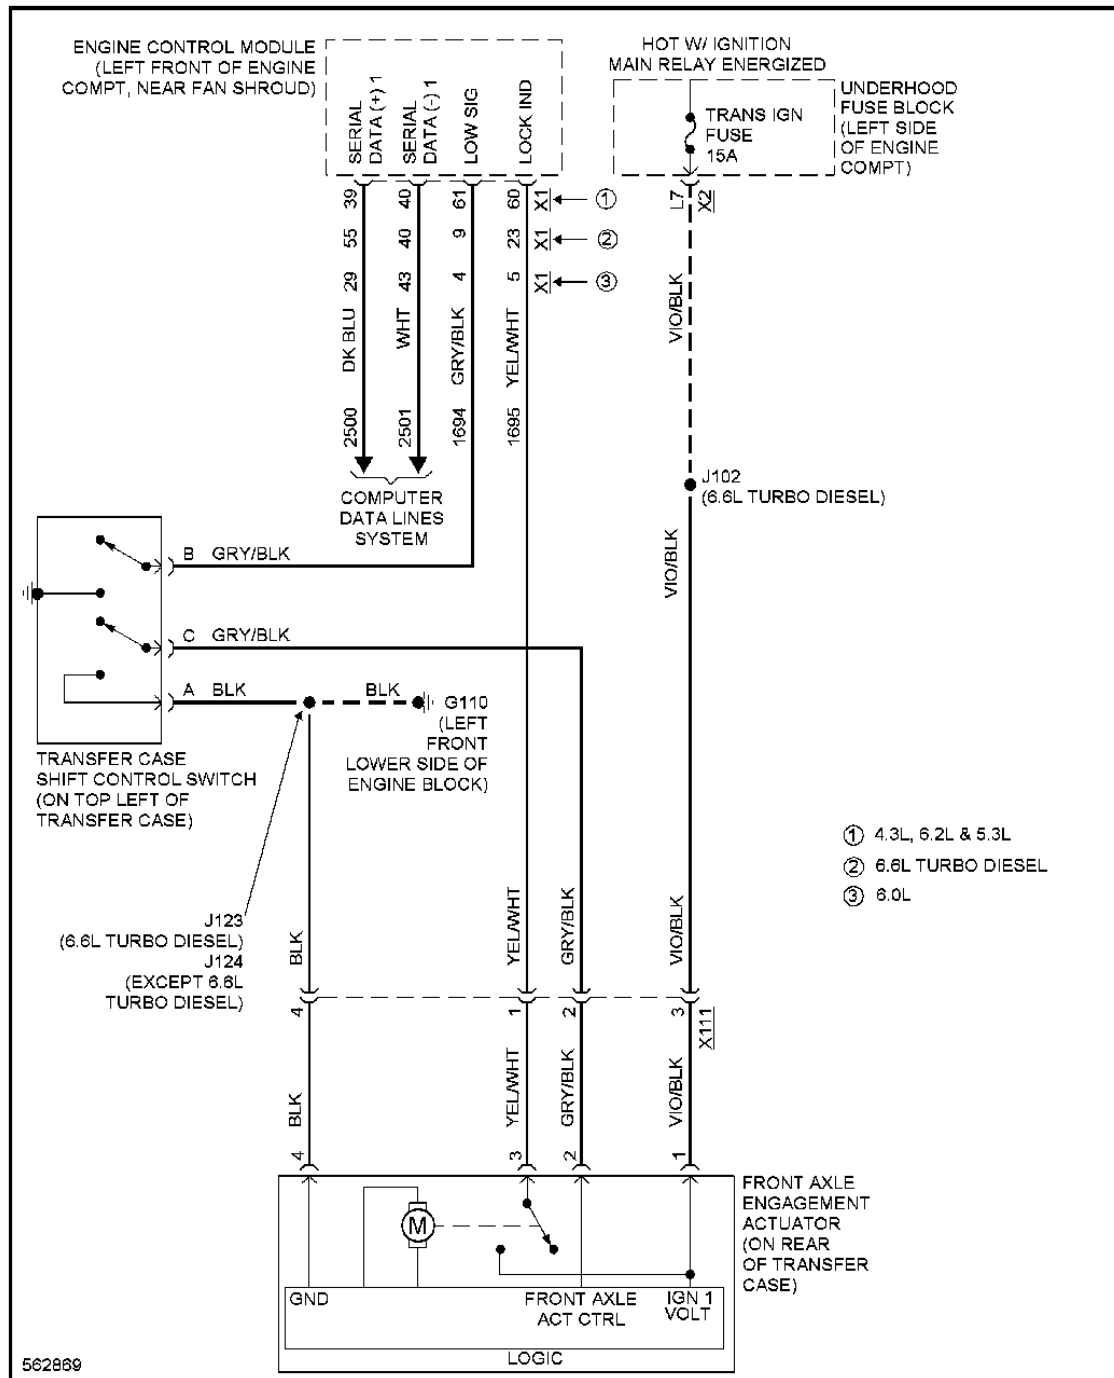 ENGINE CONTROL MODULE
(LEFT FRONT OF ENGINE
COMPT, NEAR FAN SHROUD)
SERIAL
DATA (+) 1
SERIAL
DATA (-) 1
LOW SIG
LOCK IND
HOT W/ IGNITION
MAIN RELAY ENERGIZED
TRANS IGN
FUSE
15A
UNDERHOOD
FUSE BLOCK
(LEFT SIDE
OF ENGINE
COMPT)
39 40 61 60 X1 1
55 40 9 23 X1 2
29 43 4 5 X1 3
L7 X2
DK BLU
WHT
GRY/BLK
YEL/WHT
VIO/BLK
2500
2501
1694
1695
COMPUTER
DATA LINES
SYSTEM
J102
(6.6L TURBO DIESEL)
VIO/BLK
B GRY/BLK
C GRY/BLK
A BLK
BLK
G110
(LEFT
FRONT
LOWER SIDE OF
ENGINE BLOCK)
TRANSFER CASE
SHIFT CONTROL SWITCH
(ON TOP LEFT OF
TRANSFER CASE)
1 4.3L, 6.2L & 5.3L
2 6.6L TURBO DIESEL
3 6.0L
J123
(6.6L TURBO DIESEL)
J124
(EXCEPT 6.6L
TURBO DIESEL)
BLK
YEL/WHT
GRY/BLK
VIO/BLK
4 1 2 3 X111
BLK
YEL/WHT
GRY/BLK
VIO/BLK
4 3 2 1
FRONT AXLE
ENGAGEMENT
ACTUATOR
(ON REAR
OF TRANSFER
CASE)
M
GND
FRONT AXLE
ACT CTRL
IGN 1
VOLT
LOGIC
562869